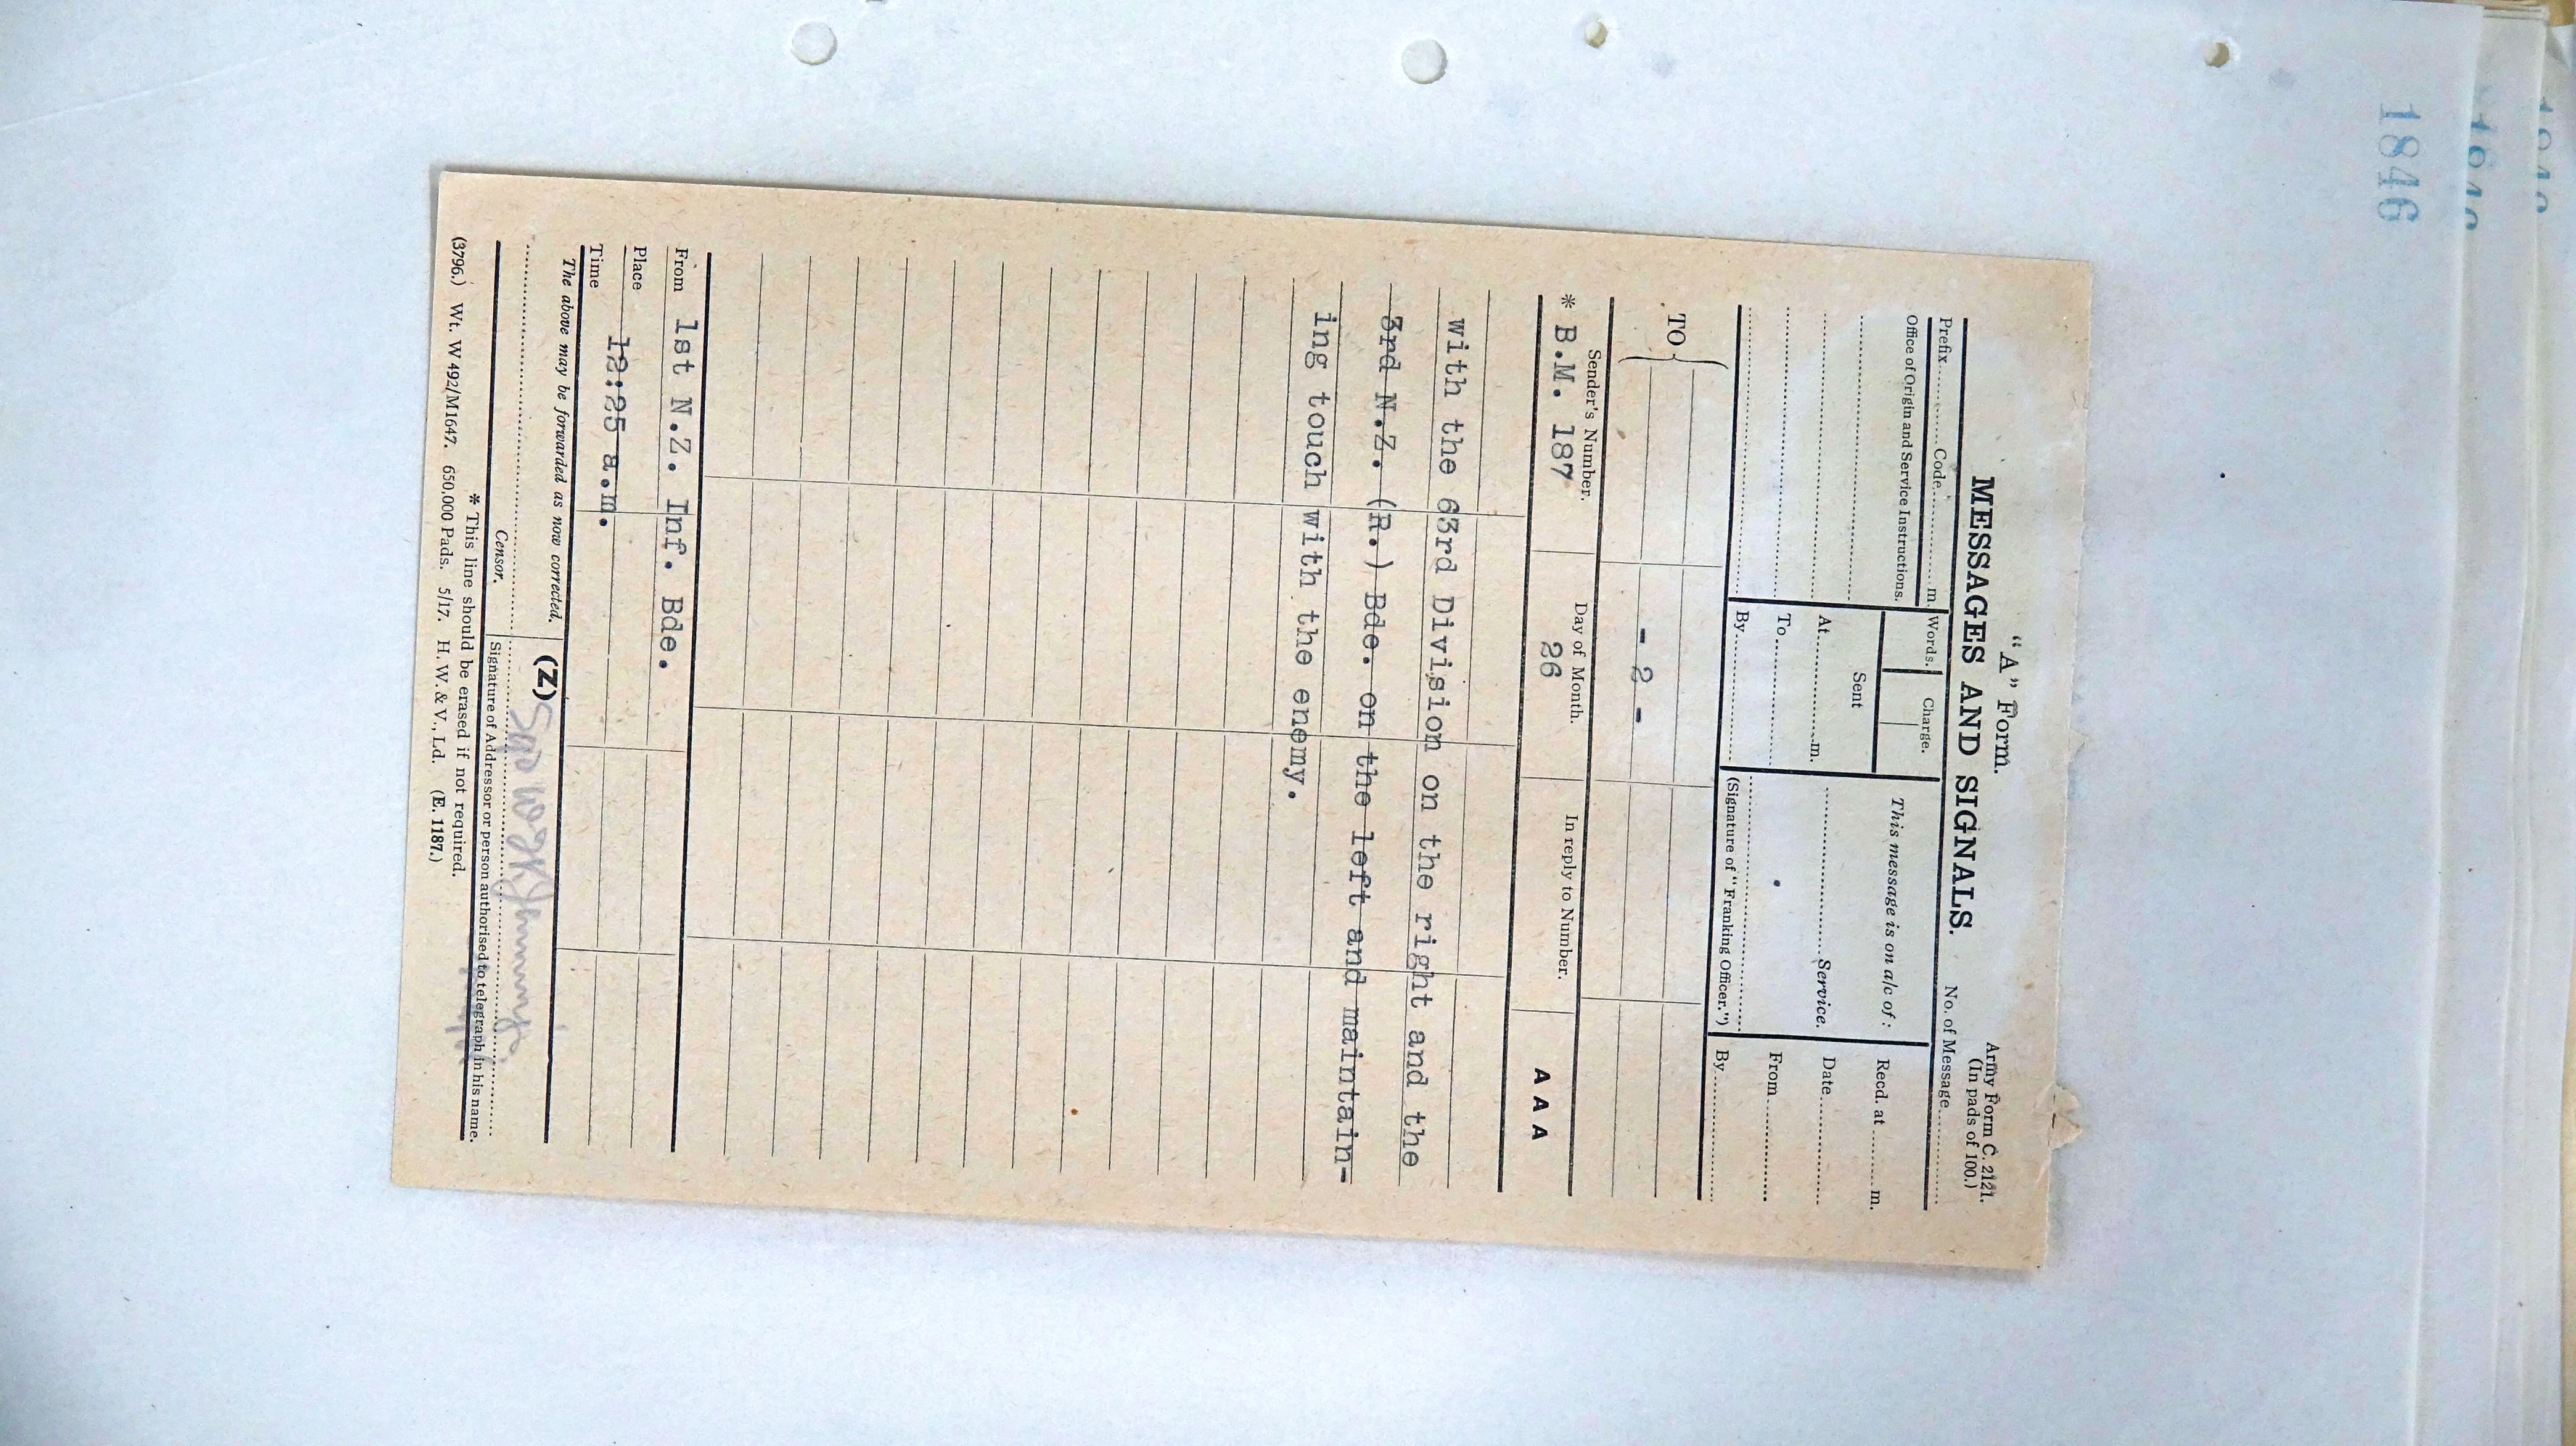 1846
"A" Form.
Army Form C. 2121.
(In pads of 100.)
MESSAGES AND SIGNALS.
No. of Message
Prefix Code m.
Words. Charge.
This message is on a/c of :
Recd. at m.
Office of Origin and Service Instructions.
Sent
At m.
Service.
Date
To
From
By
(Signature of "Franking Officer.")
By
TO
- 2 -
Sender's Number. Day of Month. In reply to Number.
* B.M. 187 26 A A A
with the 63rd Division on the right and the
3rd N.Z. (R.) Bde. on the left and maintain-
ing touch with the enemy.
From 1st N.Z. Inf. Bde.
Place
Time 12:25 a.m.
The above may be forwarded as now corrected. (Z)
Censor. Signature of Addressor or person authorised to telegraph in his name.
* This line should be erased if not required.
(3796.) Wt. W 492/M1647. 650,000 Pads. 5/17. H. W. & V., Ld. (E. 1187.)